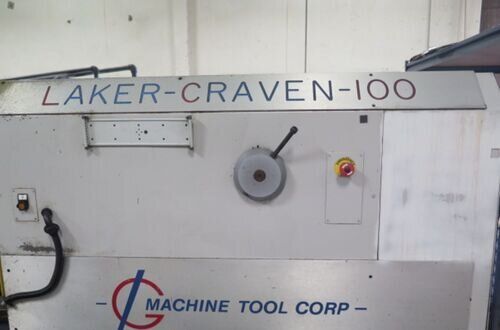 LAKER-CRAVEN-100
- G MACHINE TOOL CORP -